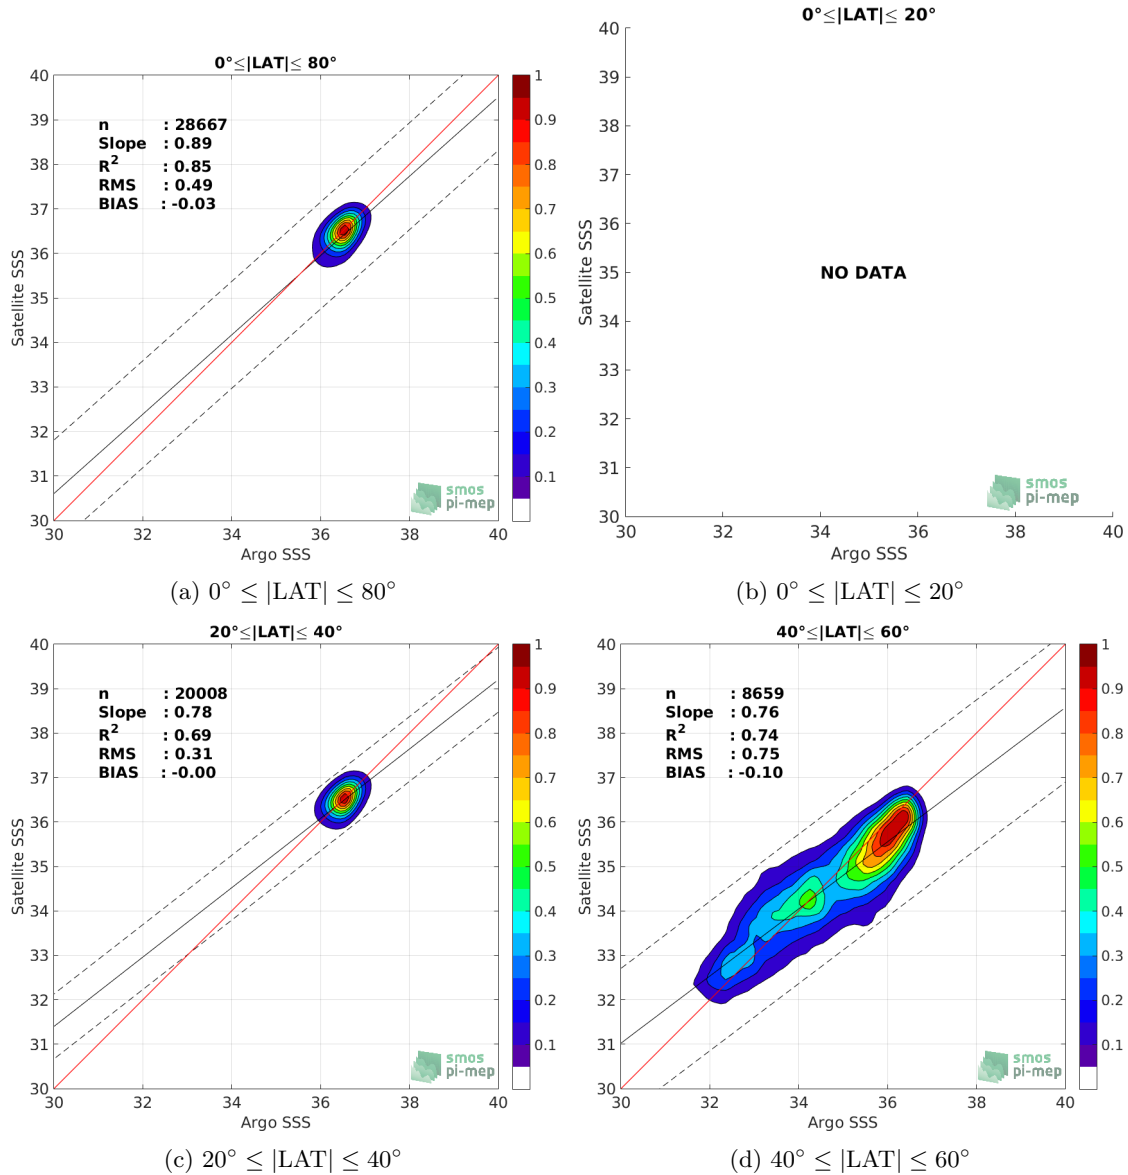 0°≤|LAT|≤ 80°
40
39
38
37
36
35
34
33
32
31
30
Satellite SSS
n : 28667
Slope : 0.89
R² : 0.85
RMS : 0.49
BIAS : -0.03
smos
pi-mep
30 32 34 36 38 40
Argo SSS
1
0.9
0.8
0.7
0.6
0.5
0.4
0.3
0.2
0.1
(a) 0° ≤ |LAT| ≤ 80°
0°≤|LAT|≤ 20°
40
39
38
37
36
35
34
33
32
31
30
Satellite SSS
NO DATA
smos
pi-mep
30 32 34 36 38 40
Argo SSS
(b) 0° ≤ |LAT| ≤ 20°
20°≤|LAT|≤ 40°
40
39
38
37
36
35
34
33
32
31
30
Satellite SSS
n : 20008
Slope : 0.78
R² : 0.69
RMS : 0.31
BIAS : -0.00
smos
pi-mep
30 32 34 36 38 40
Argo SSS
1
0.9
0.8
0.7
0.6
0.5
0.4
0.3
0.2
0.1
(c) 20° ≤ |LAT| ≤ 40°
40°≤|LAT|≤ 60°
40
39
38
37
36
35
34
33
32
31
30
Satellite SSS
n : 8659
Slope : 0.76
R² : 0.74
RMS : 0.75
BIAS : -0.10
smos
pi-mep
30 32 34 36 38 40
Argo SSS
1
0.9
0.8
0.7
0.6
0.5
0.4
0.3
0.2
0.1
(d) 40° ≤ |LAT| ≤ 60°